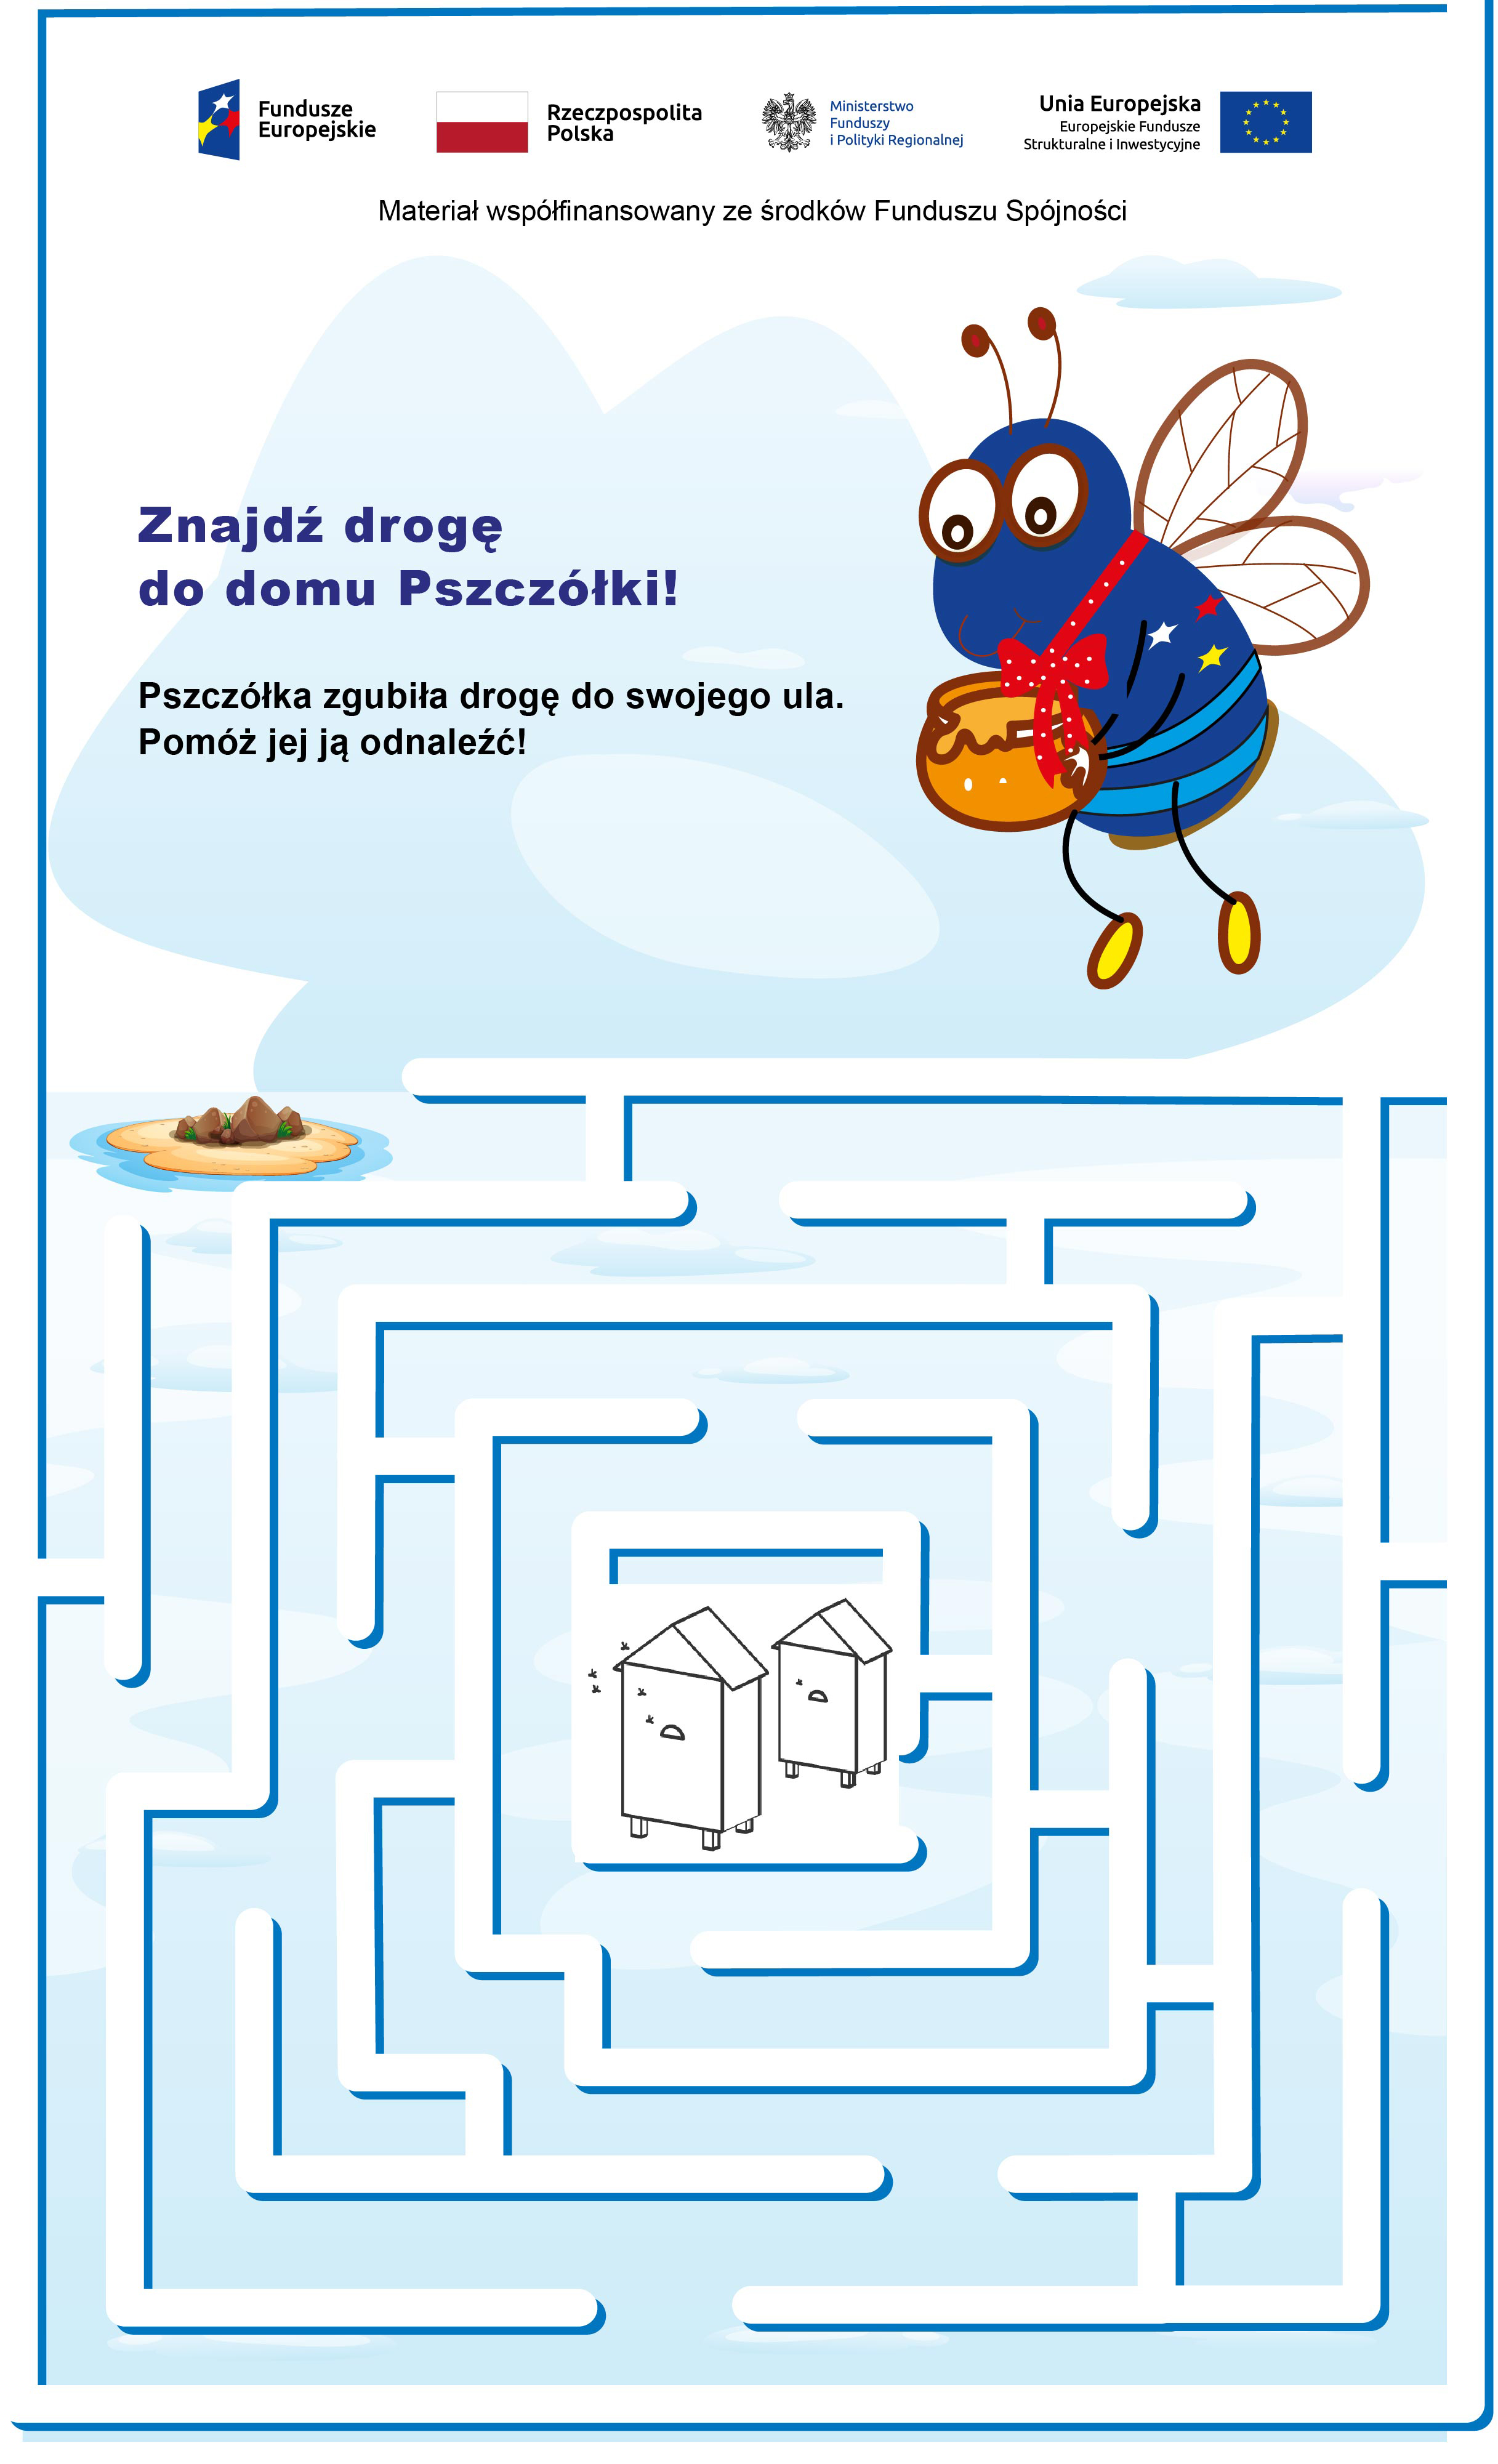 Fundusze
Europejskie
Rzeczpospolita
Polska
Ministerstwo
Funduszy
i Polityki Regionalnej
Unia Europejska
Europejskie Fundusze
Strukturalne i Inwestycyjne
Materiał współfinansowany ze środków Funduszu Spójności
Znajdź drogę
do domu Pszczółki!
Pszczółka zgubiła drogę do swojego ula.
Pomóż jej ją odnaleźć!